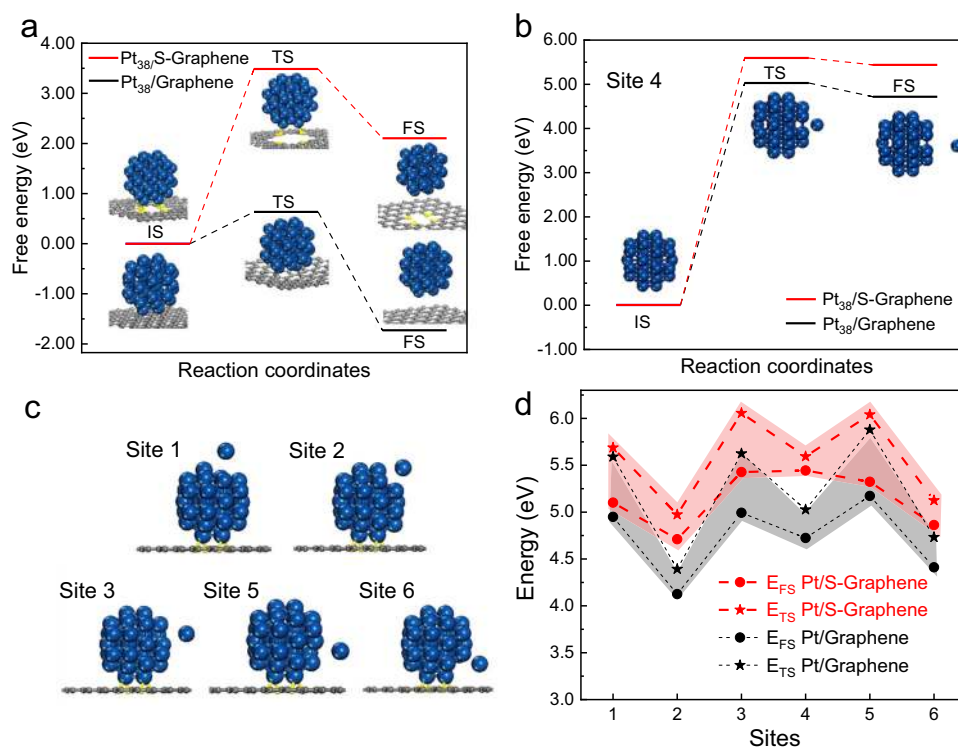 a
Pt38/S-Graphene
Pt38/Graphene
4.00
3.00
2.00
1.00
0.00
-1.00
-2.00
Free energy (eV)
TS
FS
IS
TS
FS
Reaction coordinates
b
6.00
5.00
4.00
3.00
2.00
1.00
0.00
-1.00
Free energy (eV)
Site 4
TS
FS
IS
Pt38/S-Graphene
Pt38/Graphene
Reaction coordinates
c
Site 1
Site 2
Site 3
Site 5
Site 6
d
6.0
5.5
5.0
4.5
4.0
3.5
3.0
Energy (eV)
EFS Pt/S-Graphene
ETS Pt/S-Graphene
EFS Pt/Graphene
ETS Pt/Graphene
1 2 3 4 5 6
Sites